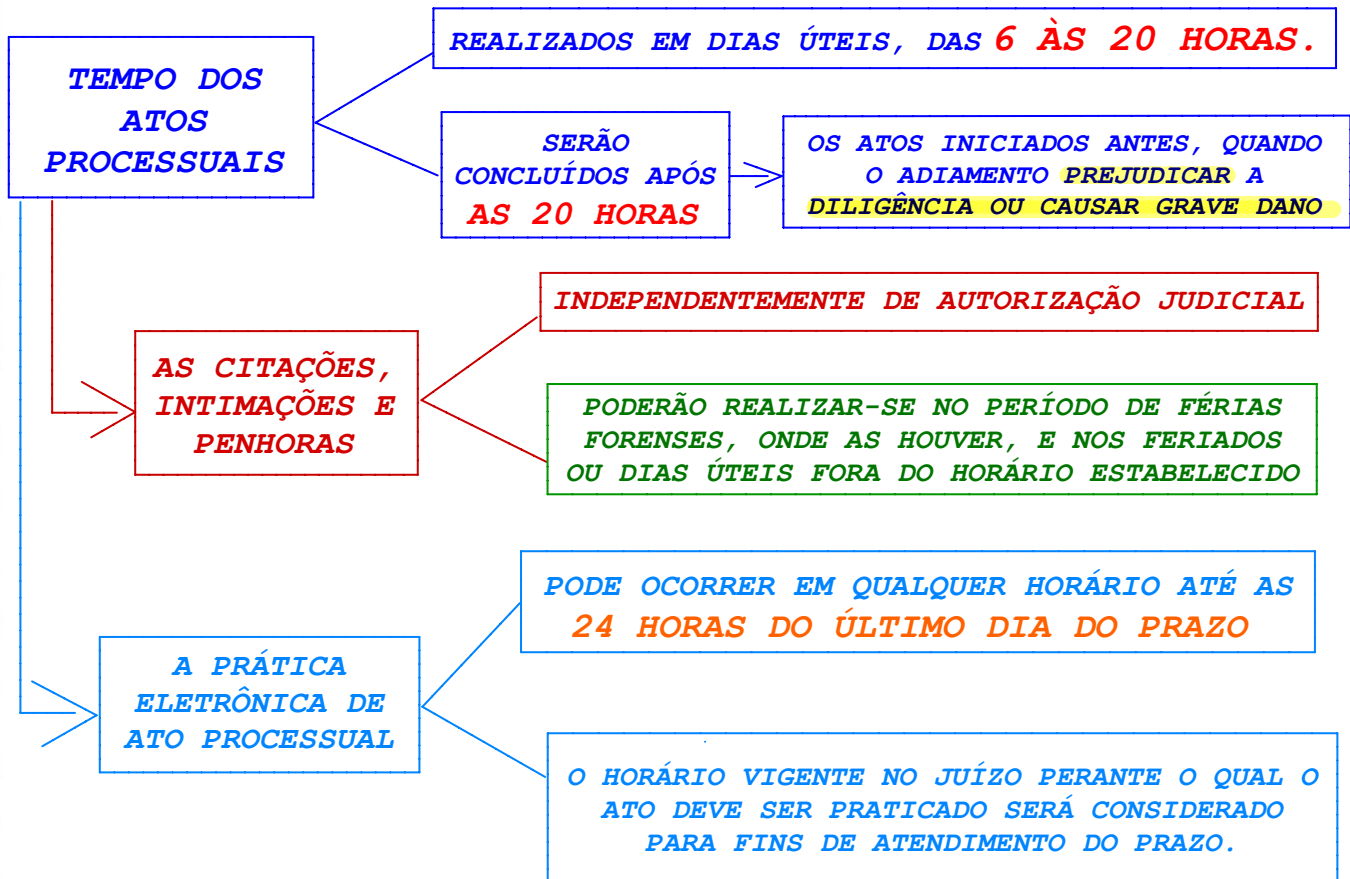 TEMPO DOS
ATOS
PROCESSUAIS
REALIZADOS EM DIAS ÚTEIS, DAS 6 ÀS 20 HORAS.
SERÃO
CONCLUÍDOS APÓS
AS 20 HORAS
OS ATOS INICIADOS ANTES, QUANDO
O ADIAMENTO PREJUDICAR A
DILIGÊNCIA OU CAUSAR GRAVE DANO
AS CITAÇÕES,
INTIMAÇÕES E
PENHORAS
INDEPENDENTEMENTE DE AUTORIZAÇÃO JUDICIAL
PODERÃO REALIZAR-SE NO PERÍODO DE FÉRIAS
FORENSES, ONDE AS HOUVER, E NOS FERIADOS
OU DIAS ÚTEIS FORA DO HORÁRIO ESTABELECIDO
A PRÁTICA
ELETRÔNICA DE
ATO PROCESSUAL
PODE OCORRER EM QUALQUER HORÁRIO ATÉ AS
24 HORAS DO ÚLTIMO DIA DO PRAZO
O HORÁRIO VIGENTE NO JUÍZO PERANTE O QUAL O
ATO DEVE SER PRATICADO SERÁ CONSIDERADO
PARA FINS DE ATENDIMENTO DO PRAZO.